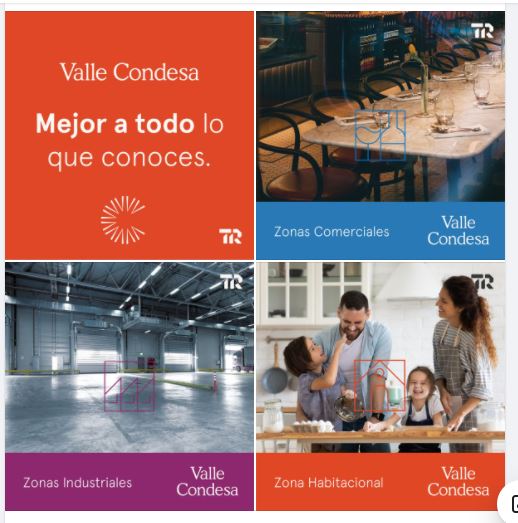 Valle Condesa
Mejor a todo lo
que conoces.
TR
TR
Zonas Comerciales
Valle
Condesa
TR
Zonas Industriales
Valle
Condesa
TR
Zona Habitacional
Valle
Condesa